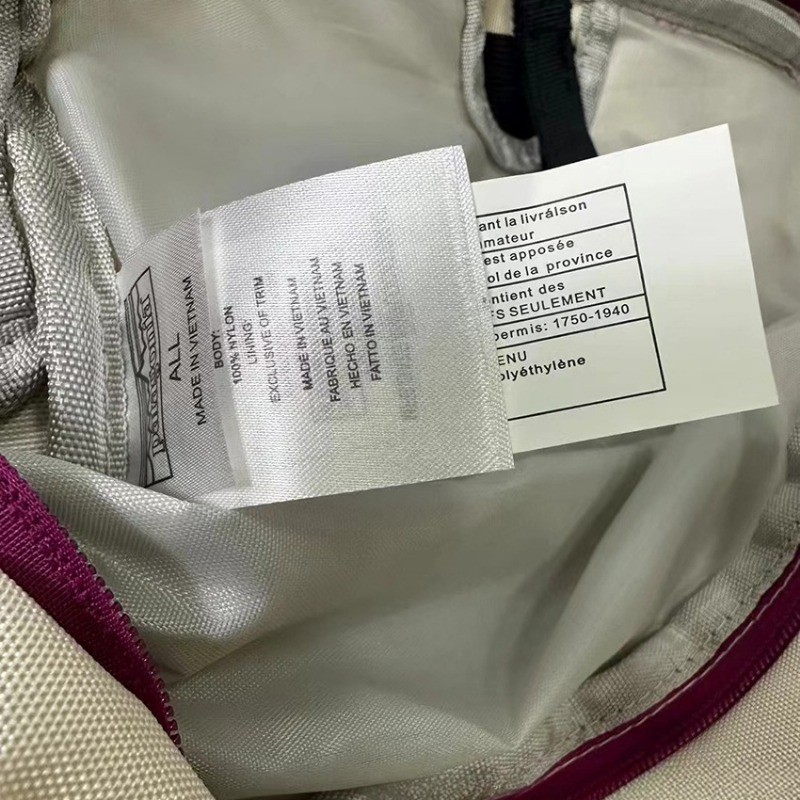 Patagonia
ALL
MADE IN VIETNAM
BODY:
100% NYLON
LINING'
EXCLUSIVE OF TRIM
MADE IN VIETNAM
FABRIQUE AU VIETNAM
HECHO EN VIETNAM
FATTO IN VIETNAM
ant la livrálson
mateur
est apposée
ol de la province
ntient des
S SEULEMENT
permis: 1750-1940
ENU
olyéthylène